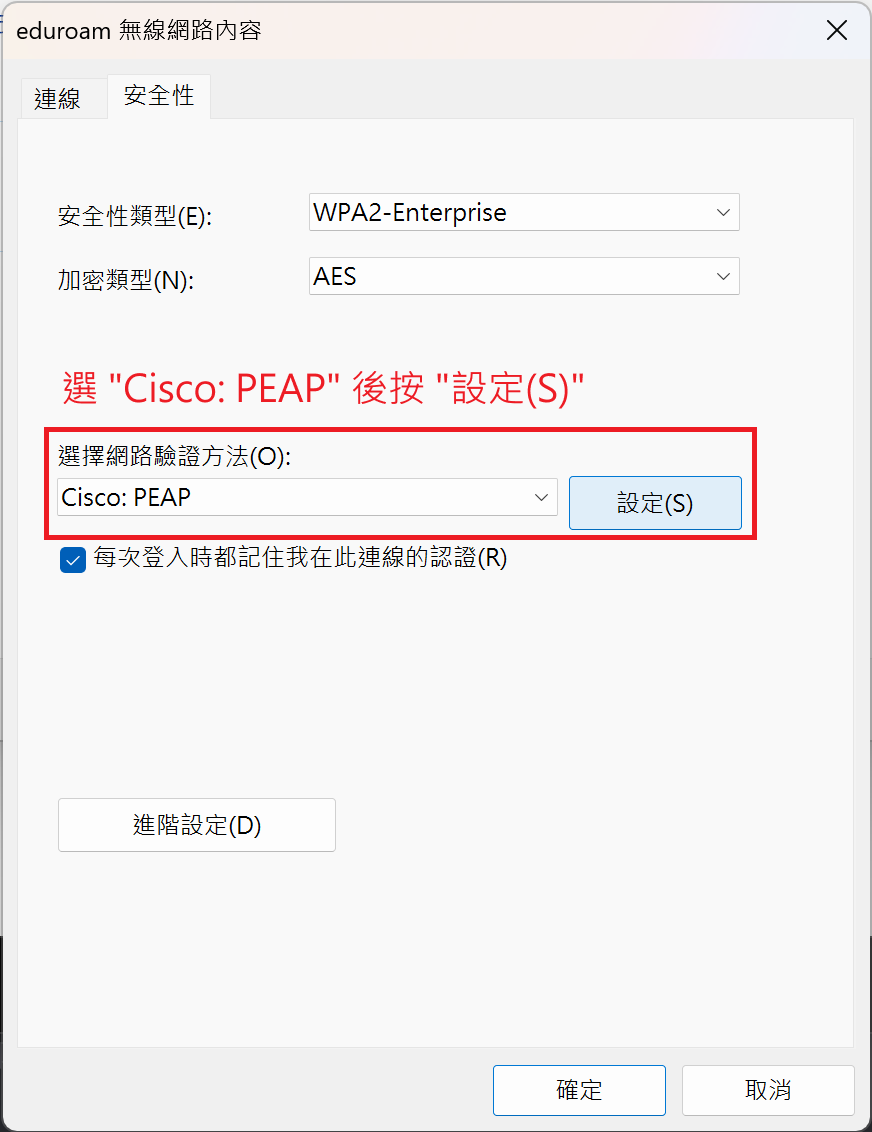 eduroam 無線網路內容
連線
安全性
安全性類型(E):
WPA2-Enterprise
加密類型(N):
AES
選 "Cisco: PEAP" 後按 "設定(S)"
選擇網路驗證方法(O):
Cisco: PEAP
設定(S)
每次登入時都記住我在此連線的認證(R)
進階設定(D)
確定
取消